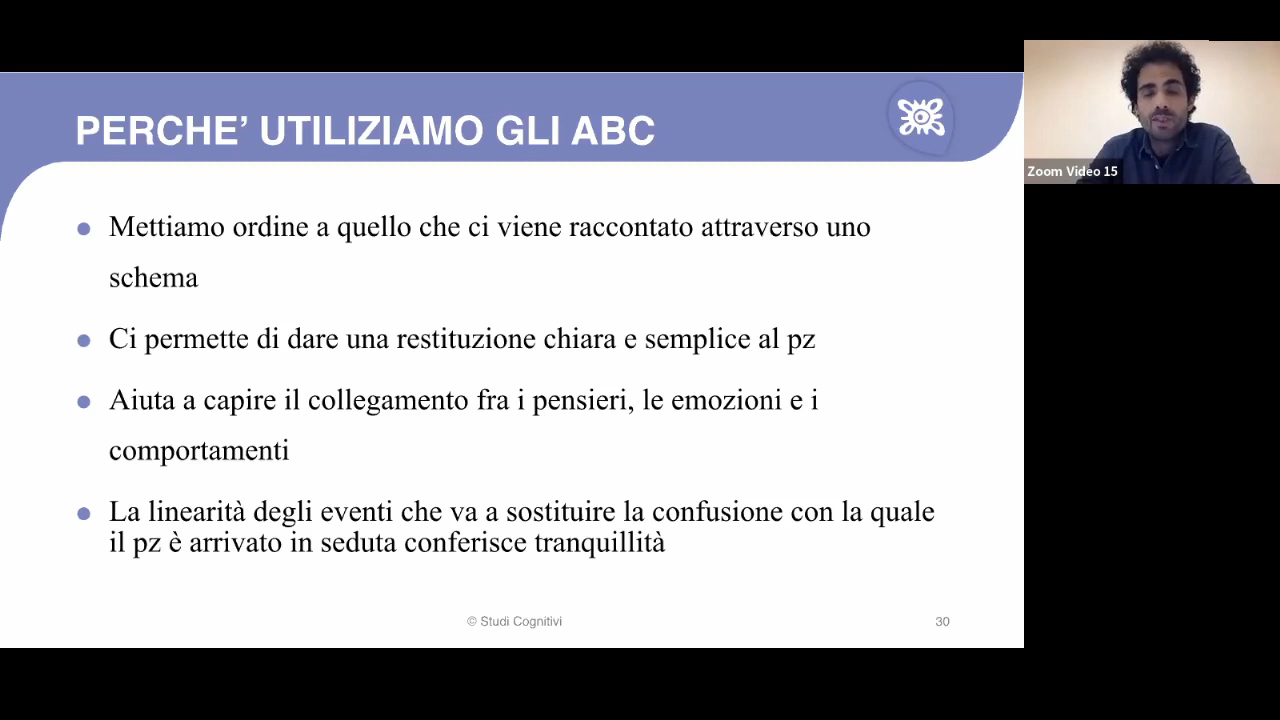 PERCHE’ UTILIZIAMO GLI ABC
Zoom Video 15
Mettiamo ordine a quello che ci viene raccontato attraverso uno
schema
Ci permette di dare una restituzione chiara e semplice al pz
Aiuta a capire il collegamento fra i pensieri, le emozioni e i
comportamenti
La linearità degli eventi che va a sostituire la confusione con la quale
il pz è arrivato in seduta conferisce tranquillità
© Studi Cognitivi
30